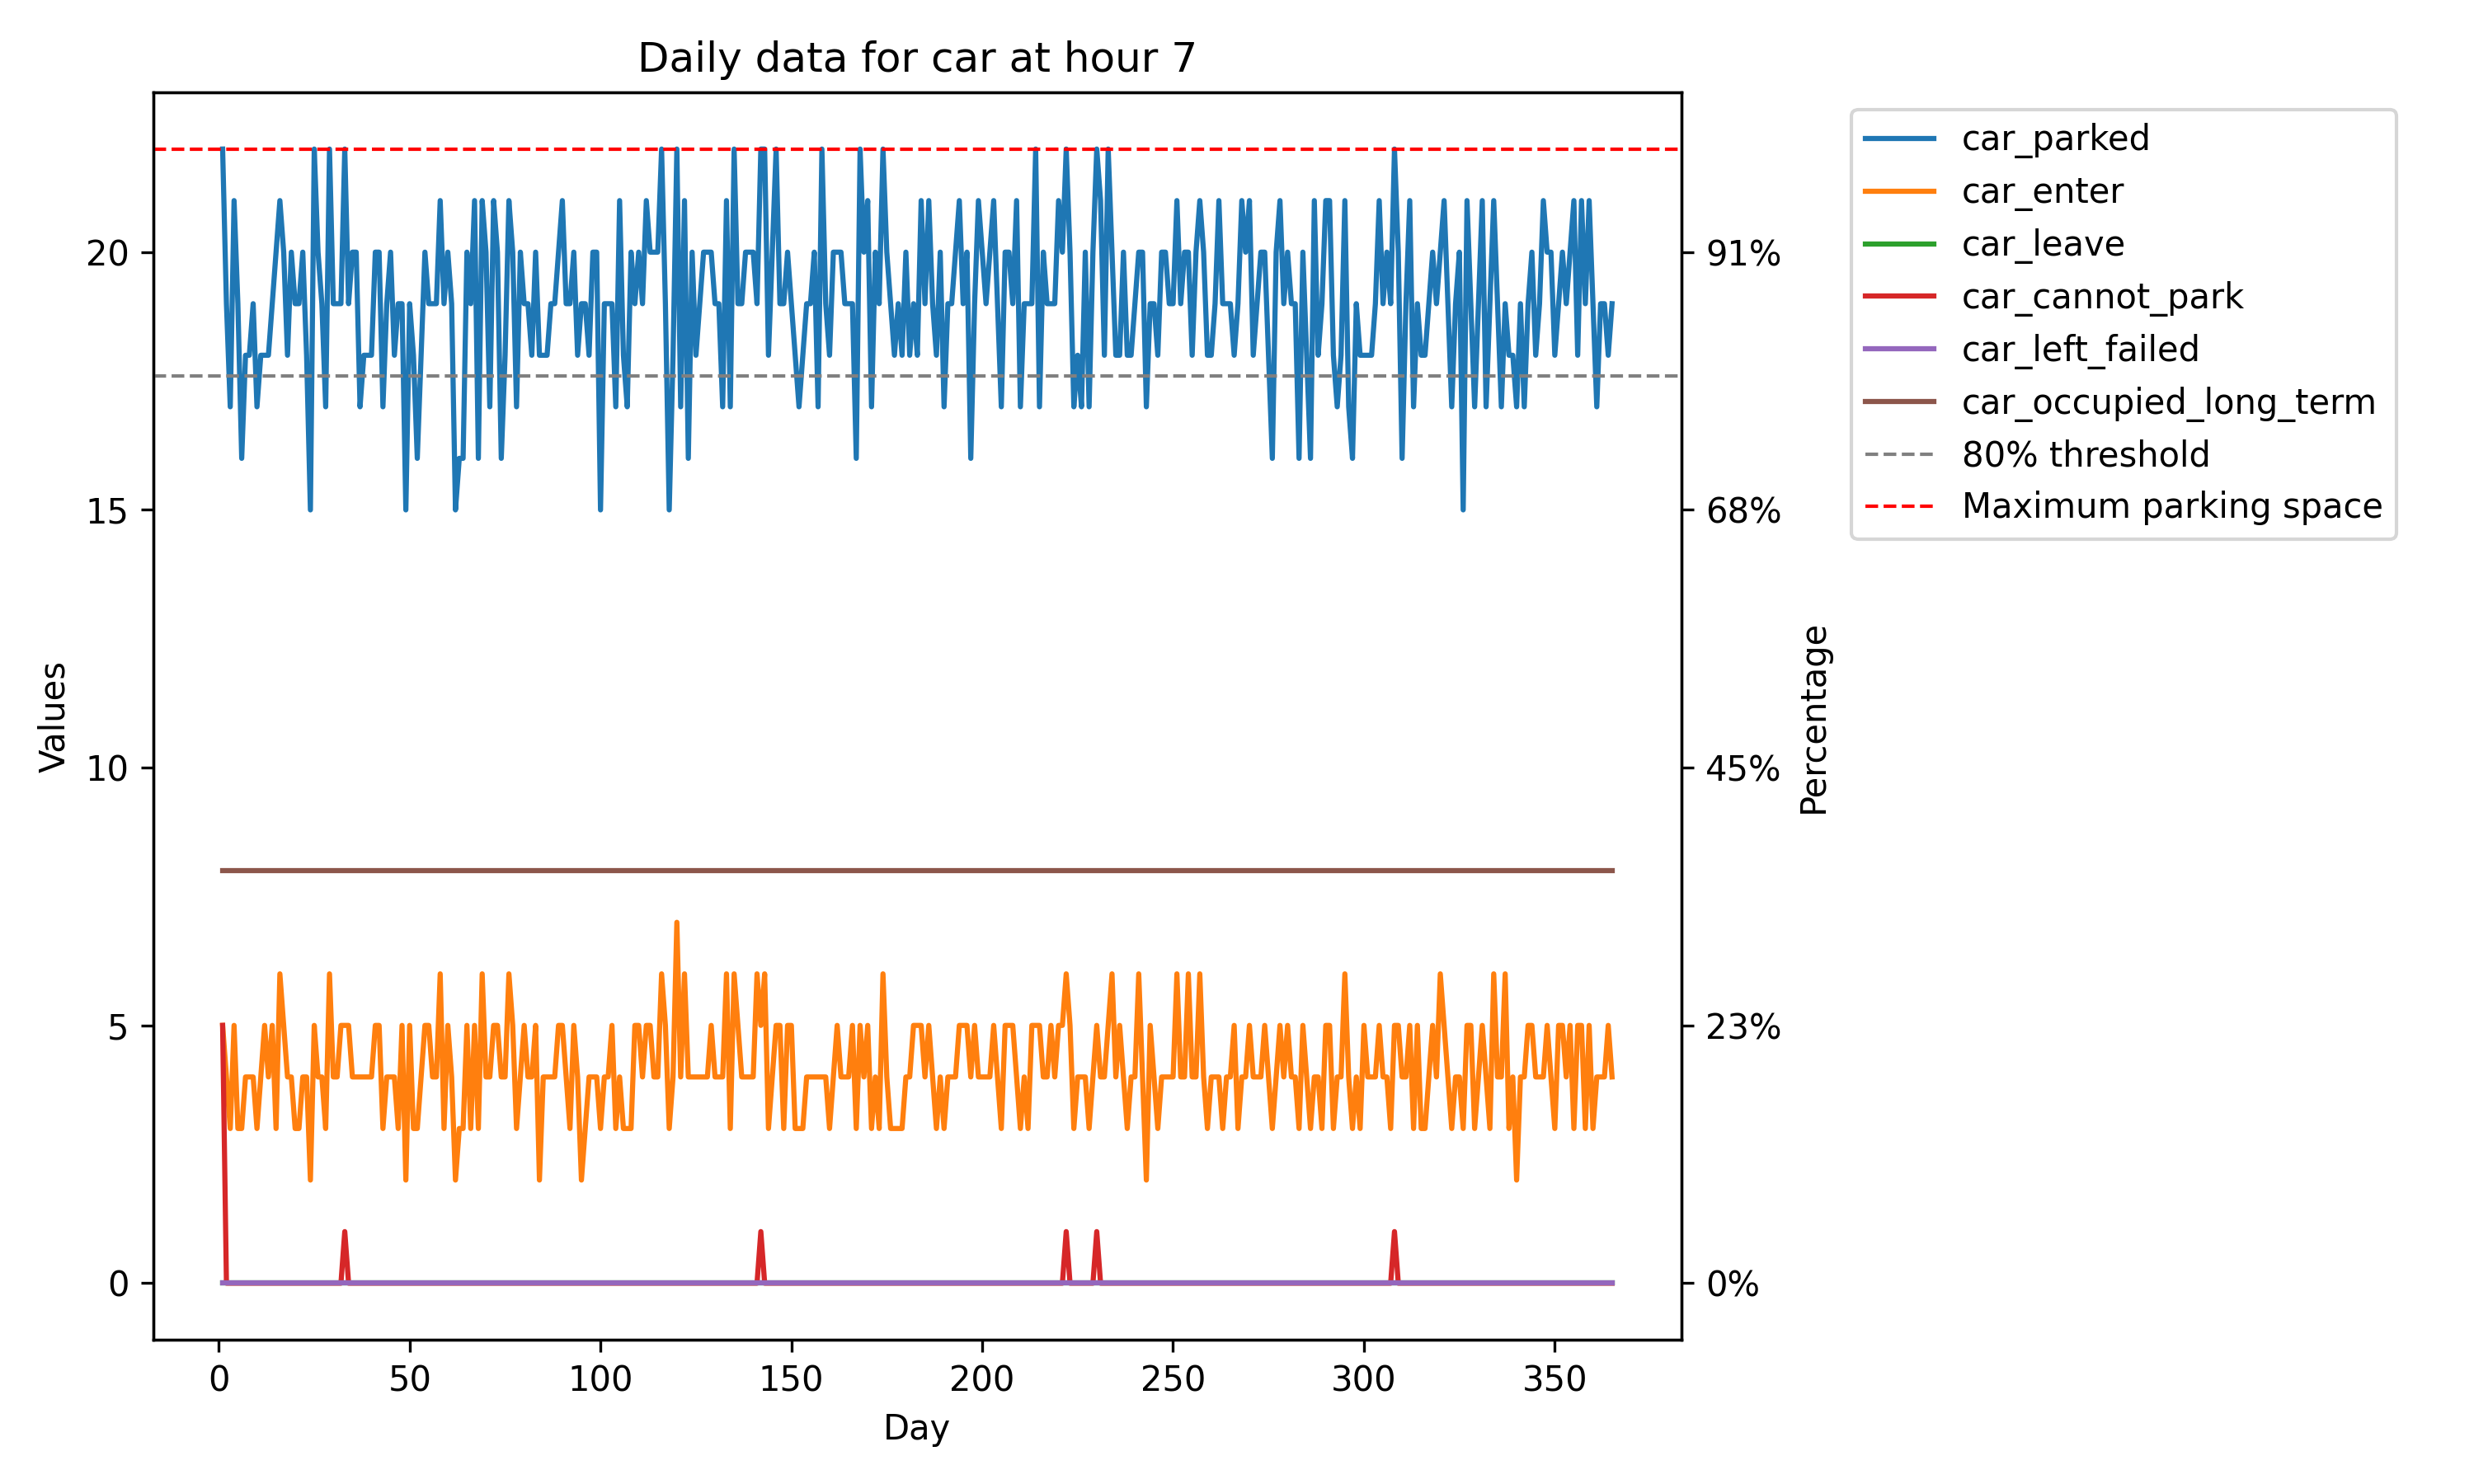 Daily data for car at hour 7
Values
20
15
10
5
0
0
50
100
150
200
250
300
350
Day
91%
68%
45%
23%
0%
Percentage
car_parked
car_enter
car_leave
car_cannot_park
car_left_failed
car_occupied_long_term
80% threshold
Maximum parking space